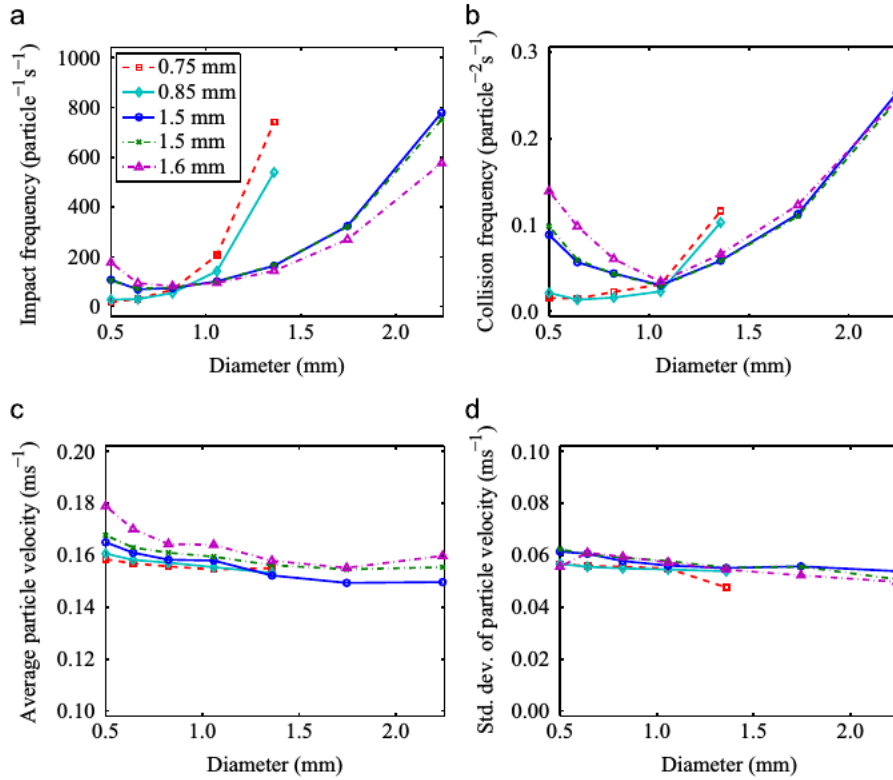 a
Impact frequency (particle⁻¹s⁻¹)
1000
800
600
400
200
0
0.75 mm
0.85 mm
1.5 mm
1.5 mm
1.6 mm
0.5 1.0 1.5 2.0
Diameter (mm)
b
Collision frequency (particle⁻²s⁻¹)
0.3
0.2
0.1
0.0
0.5 1.0 1.5 2.0
Diameter (mm)
c
Average particle velocity (ms⁻¹)
0.20
0.18
0.16
0.14
0.12
0.10
0.5 1.0 1.5 2.0
Diameter (mm)
d
Std. dev. of particle velocity (ms⁻¹)
0.10
0.08
0.06
0.04
0.02
0.00
0.5 1.0 1.5 2.0
Diameter (mm)